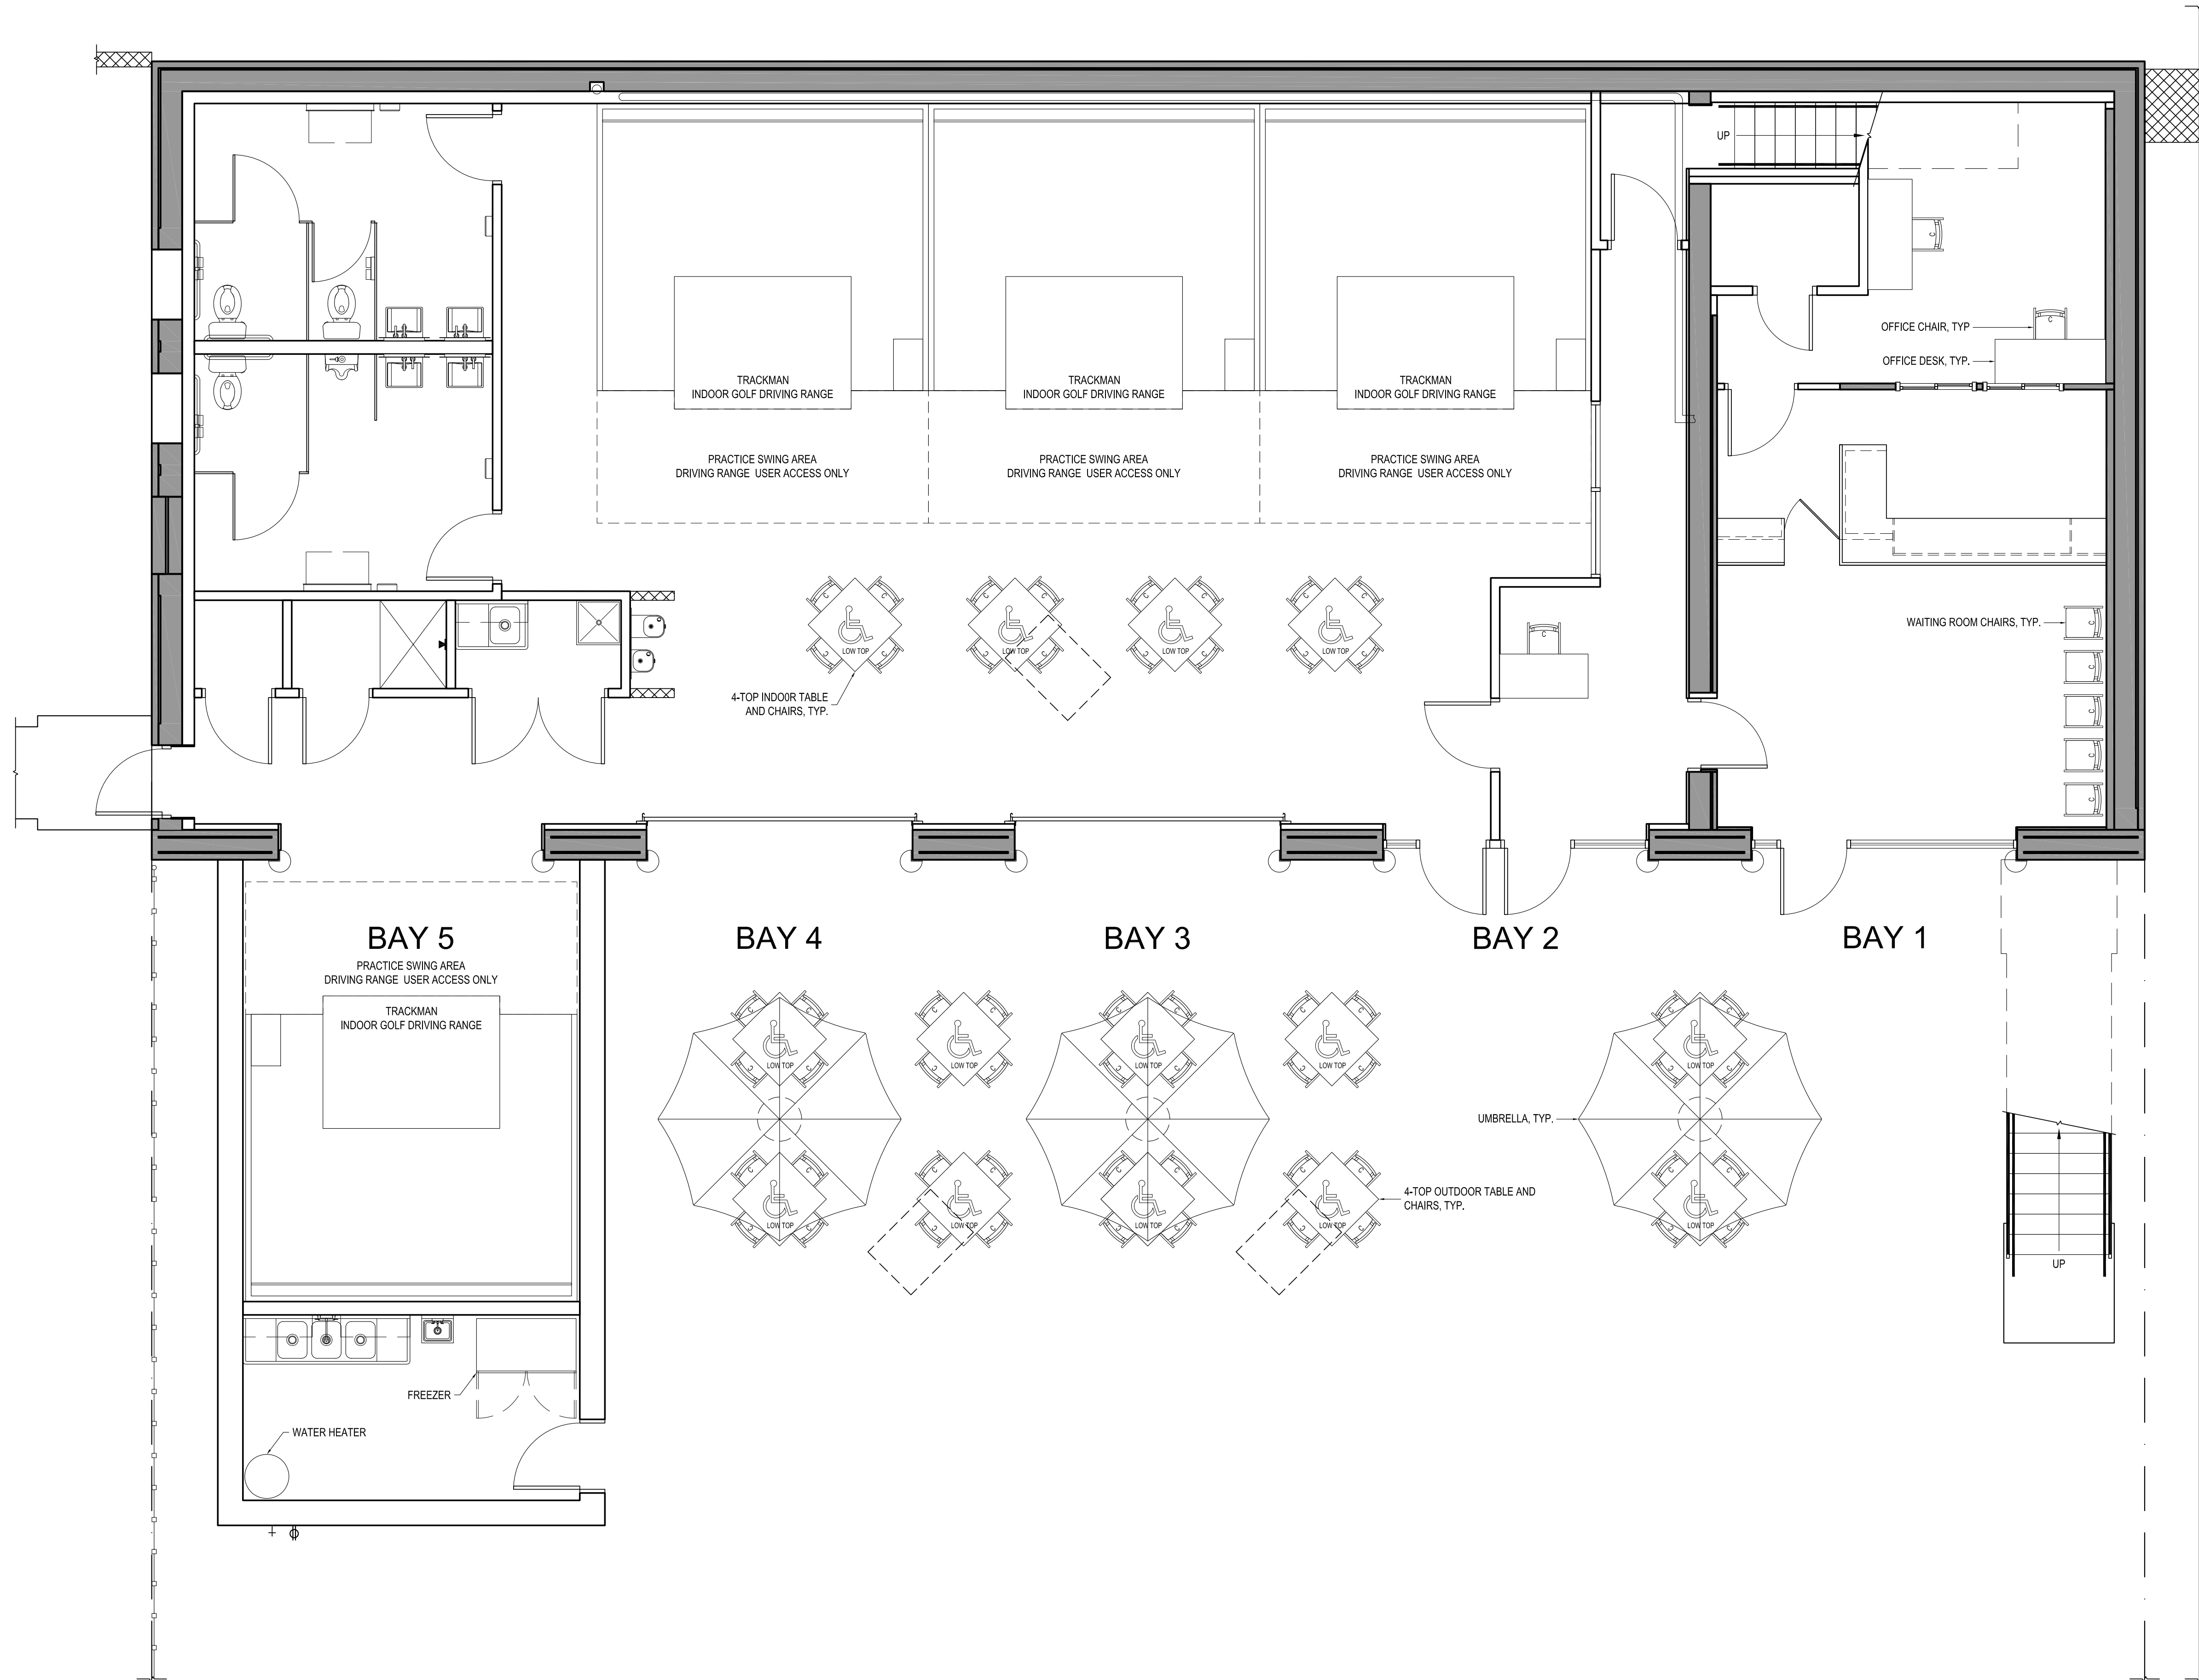 UP
OFFICE CHAIR, TYP
OFFICE DESK, TYP.
TRACKMAN
INDOOR GOLF DRIVING RANGE
TRACKMAN
INDOOR GOLF DRIVING RANGE
TRACKMAN
INDOOR GOLF DRIVING RANGE
PRACTICE SWING AREA
DRIVING RANGE USER ACCESS ONLY
PRACTICE SWING AREA
DRIVING RANGE USER ACCESS ONLY
PRACTICE SWING AREA
DRIVING RANGE USER ACCESS ONLY
WAITING ROOM CHAIRS, TYP.
LOW TOP
LOW TOP
LOW TOP
LOW TOP
4-TOP INDO0R TABLE
AND CHAIRS, TYP.
BAY 5
BAY 4
BAY 3
BAY 2
BAY 1
PRACTICE SWING AREA
DRIVING RANGE USER ACCESS ONLY
TRACKMAN
INDOOR GOLF DRIVING RANGE
LOW TOP
LOW TOP
LOW TOP
LOW TOP
LOW TOP
UMBRELLA, TYP.
4-TOP OUTDOOR TABLE AND
CHAIRS, TYP.
LOW TOP
LOW TOP
LOW TOP
LOW TOP
LOW TOP
UP
FREEZER
WATER HEATER